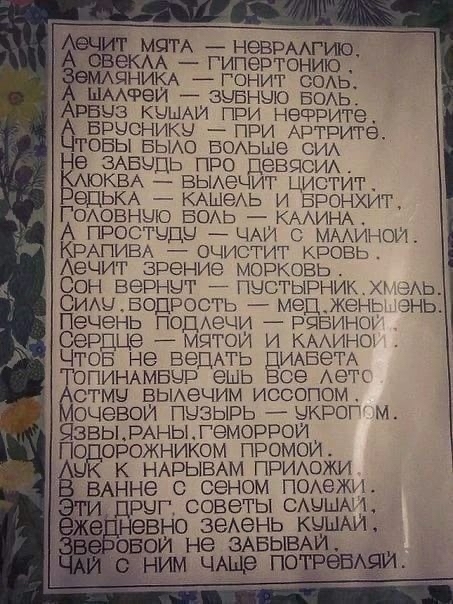 Лечит мята — невралгию,
А свекла — гипертонию.
Земляника — гонит соль,
А шалфей — зубную боль.
Арбуз кушай при нефрите,
А бруснику — при артрите.
Чтобы было больше сил
Не забудь про девясил.
Клюква — вылечит цистит,
Редька — кашель и бронхит,
Головную боль — калина,
А простуду — чай с малиной.
Крапива — очистит кровь.
Лечит зрение морковь.
Сон вернут — пустырник, хмель.
Силу, бодрость — мед, женьшень.
Печень подлечи — рябиной,
Сердце — мятой и калиной.
Чтоб не ведать диабета
Топинамбур ешь все лето.
Астму вылечим иссопом,
Мочевой пузырь — укропом.
Язвы, раны, геморрой
Подорожником промой.
Лук к нарывам приложи,
В ванне с сеном полежи.
Эти друг, советы слушай,
Ежедневно зелень кушай,
Зверобой не забывай,
Чай с ним чаще потребляй.